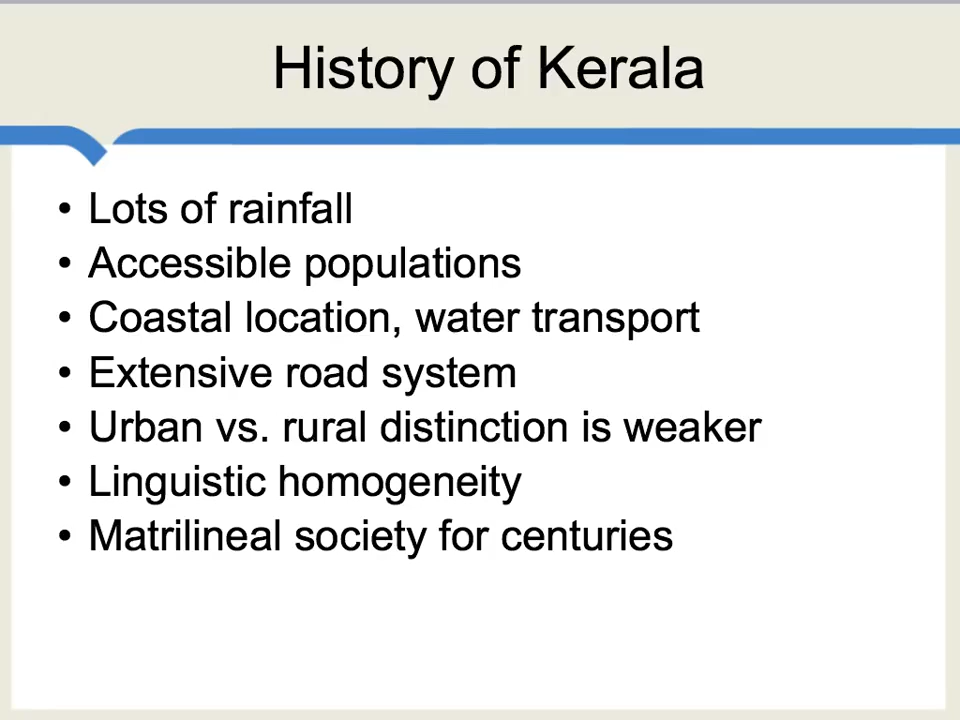 History of Kerala
• Lots of rainfall
• Accessible populations
• Coastal location, water transport
• Extensive road system
• Urban vs. rural distinction is weaker
• Linguistic homogeneity
• Matrilineal society for centuries